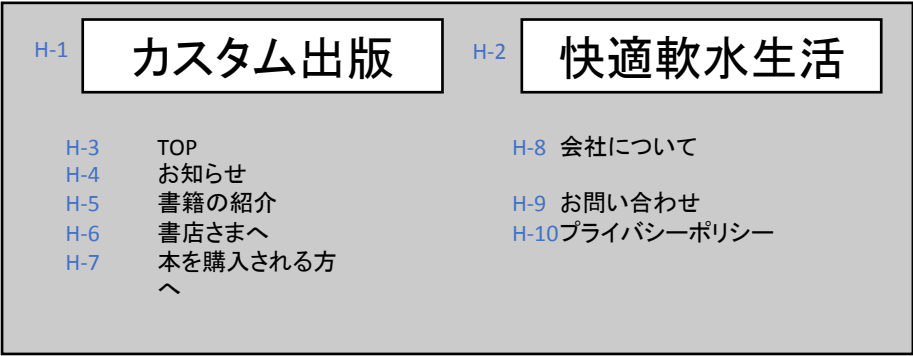 H-1 カスタム出版
H-2 快適軟水生活
H-3 TOP
H-4 お知らせ
H-5 書籍の紹介
H-6 書店さまへ
H-7 本を購入される方
へ
H-8 会社について
H-9 お問い合わせ
H-10プライバシーポリシー